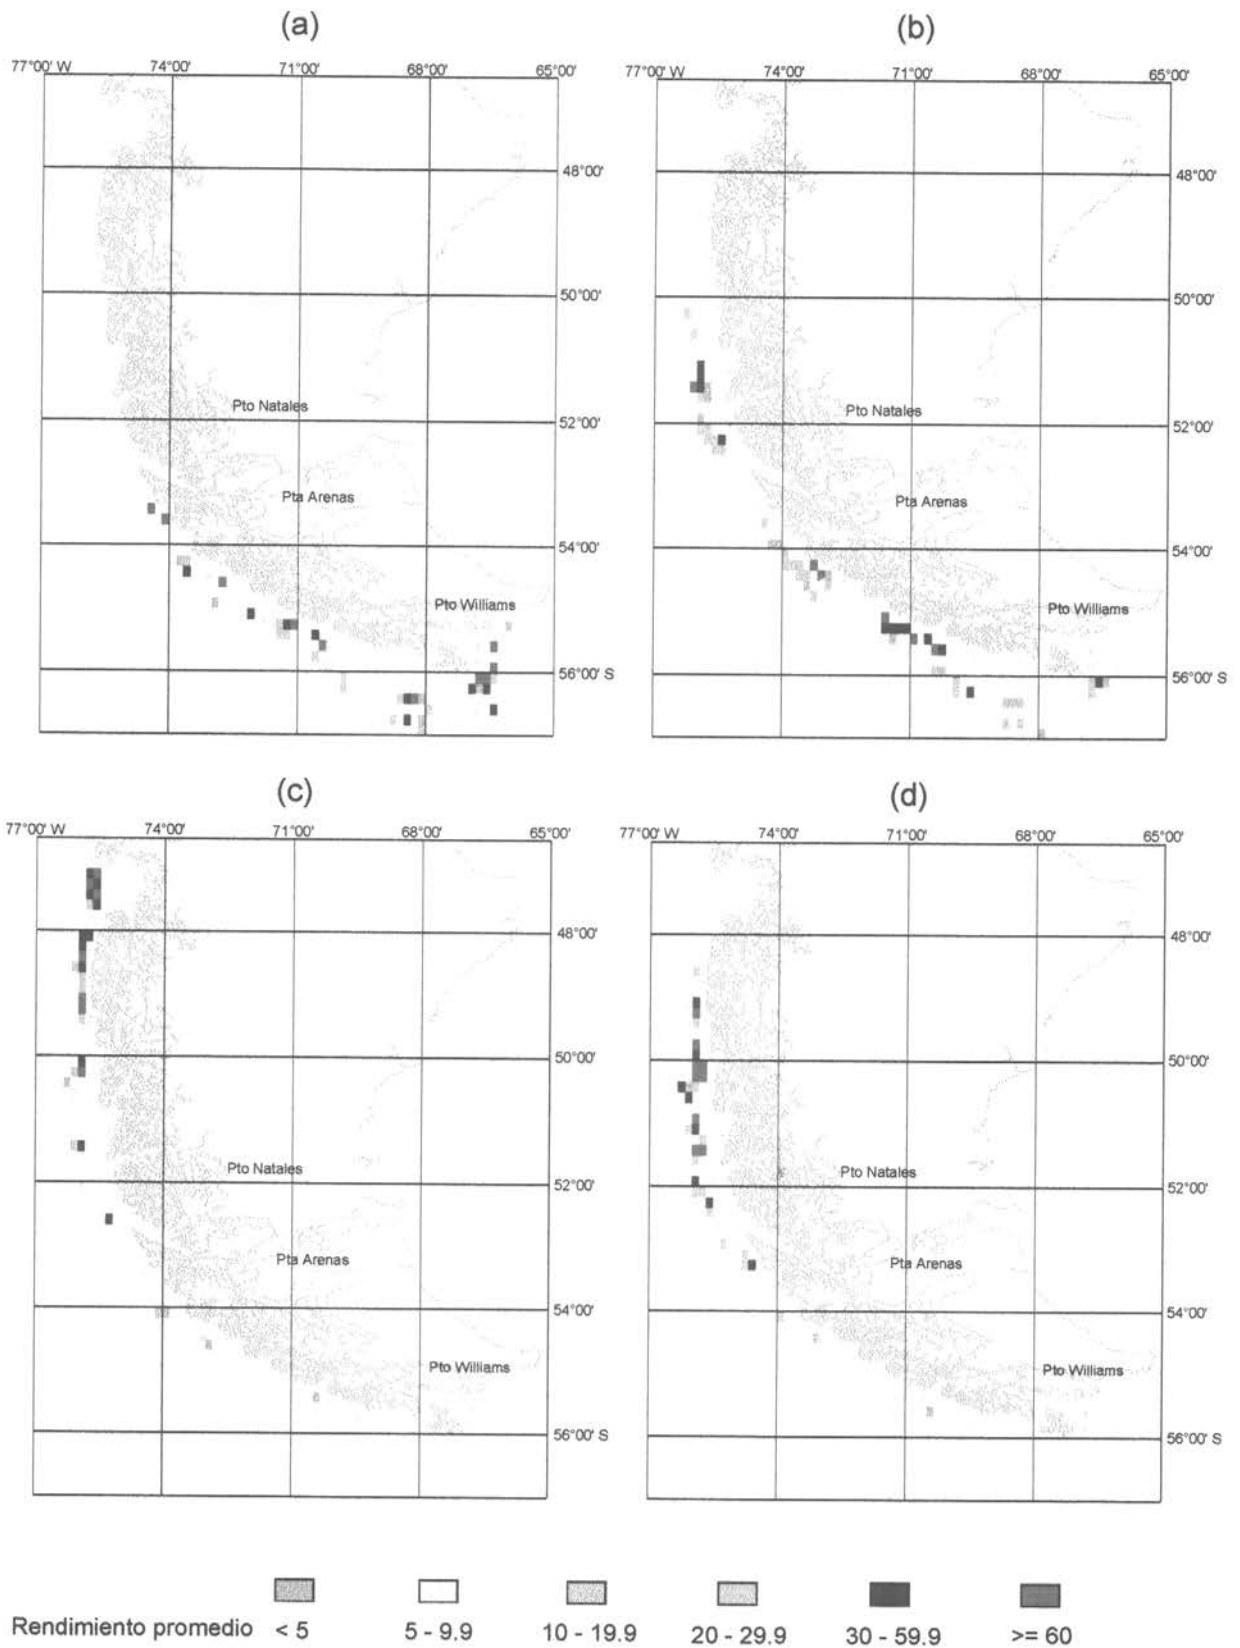 (a)
77°00' W 74°00' 71°00' 68°00' 65°00'
48°00'
50°00'
Pto Natales
52°00'
Pta Arenas
54°00'
Pto Williams
56°00' S
(b)
77°00' W 74°00' 71°00' 68°00' 65°00'
48°00'
50°00'
Pto Natales
52°00'
Pta Arenas
54°00'
Pto Williams
56°00' S
(c)
77°00' W 74°00' 71°00' 68°00' 65°00'
48°00'
50°00'
Pto Natales
52°00'
Pta Arenas
54°00'
Pto Williams
56°00' S
(d)
77°00' W 74°00' 71°00' 68°00' 65°00'
48°00'
50°00'
Pto Natales
52°00'
Pta Arenas
54°00'
Pto Williams
56°00' S
Rendimiento promedio < 5 5 - 9.9 10 - 19.9 20 - 29.9 30 - 59.9 >= 60